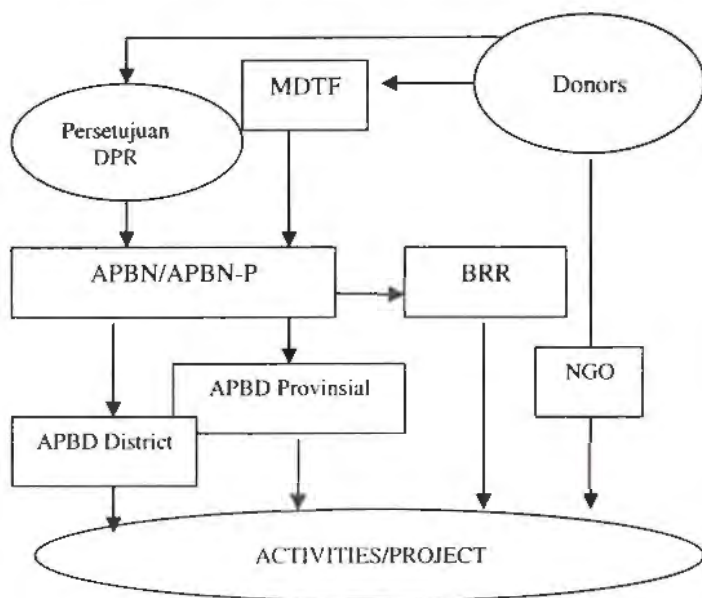 MDTF
Donors
Persetujuan
DPR
APBN/APBN-P
BRR
APBD Provinsial
NGO
APBD District
ACTIVITIES/PROJECT